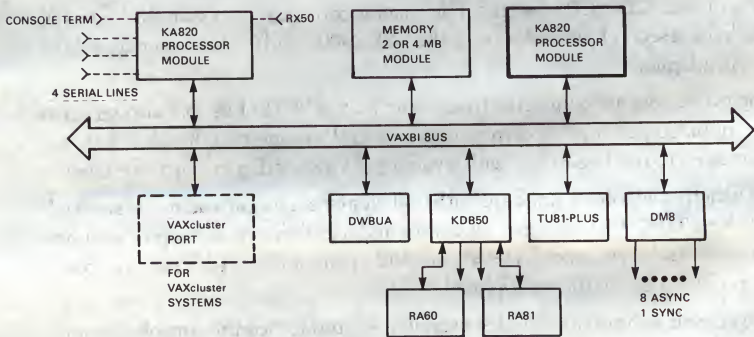 CONSOLE TERM
4 SERIAL LINES
KA820
PROCESSOR
MODULE
RX50
MEMORY
2 OR 4 MB
MODULE
KA820
PROCESSOR
MODULE
VAXBI 8US
VAXcluster
PORT
FOR
VAXcluster
SYSTEMS
DWBUA
KDB50
TU81-PLUS
DM8
RA60
RA81
8 ASYNC
1 SYNC